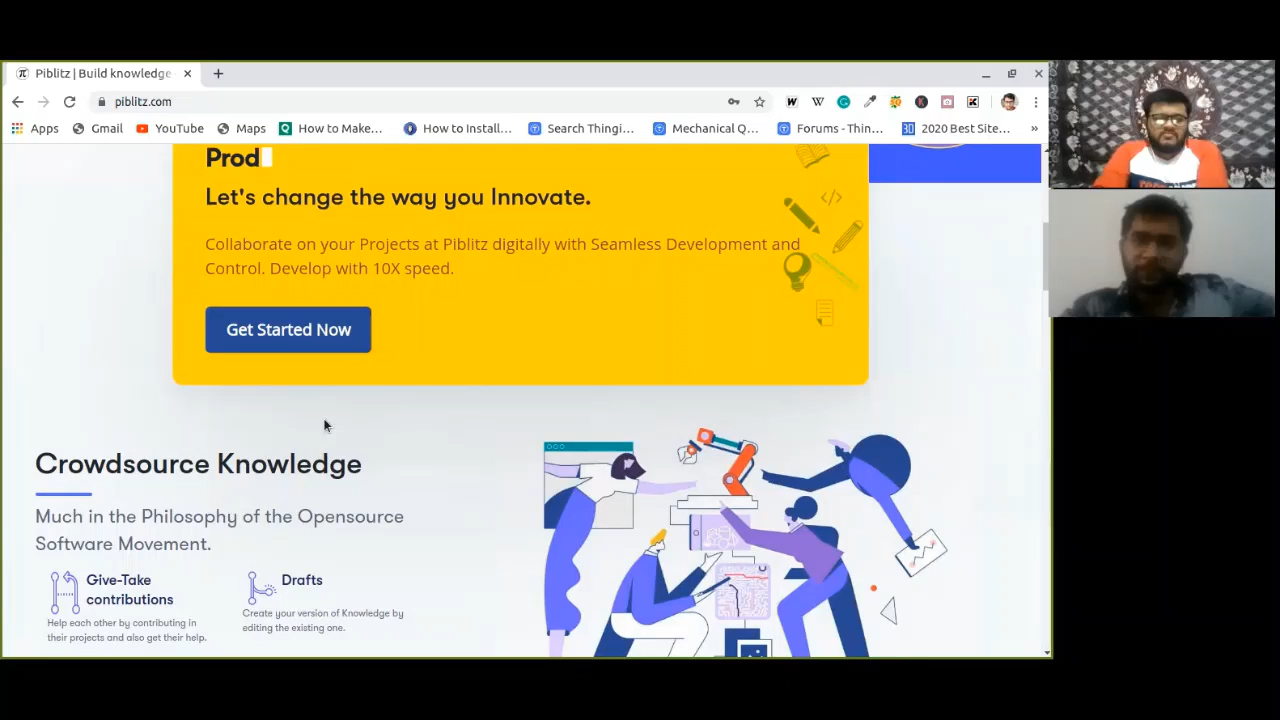 Piblitz | Build knowledge
piblitz.com
Apps Gmail YouTube Maps How to Make... How to Install... Search Thingi... Mechanical Q... Forums - Thin... 2020 Best Site... »
Prod
Let's change the way you Innovate.
Collaborate on your Projects at Piblitz digitally with Seamless Development and
Control. Develop with 10X speed.
Get Started Now
Crowdsource Knowledge
Much in the Philosophy of the Opensource
Software Movement.
Give-Take
contributions
Help each other by contributing in
their projects and also get their help.
Drafts
Create your version of Knowledge by
editing the existing one.